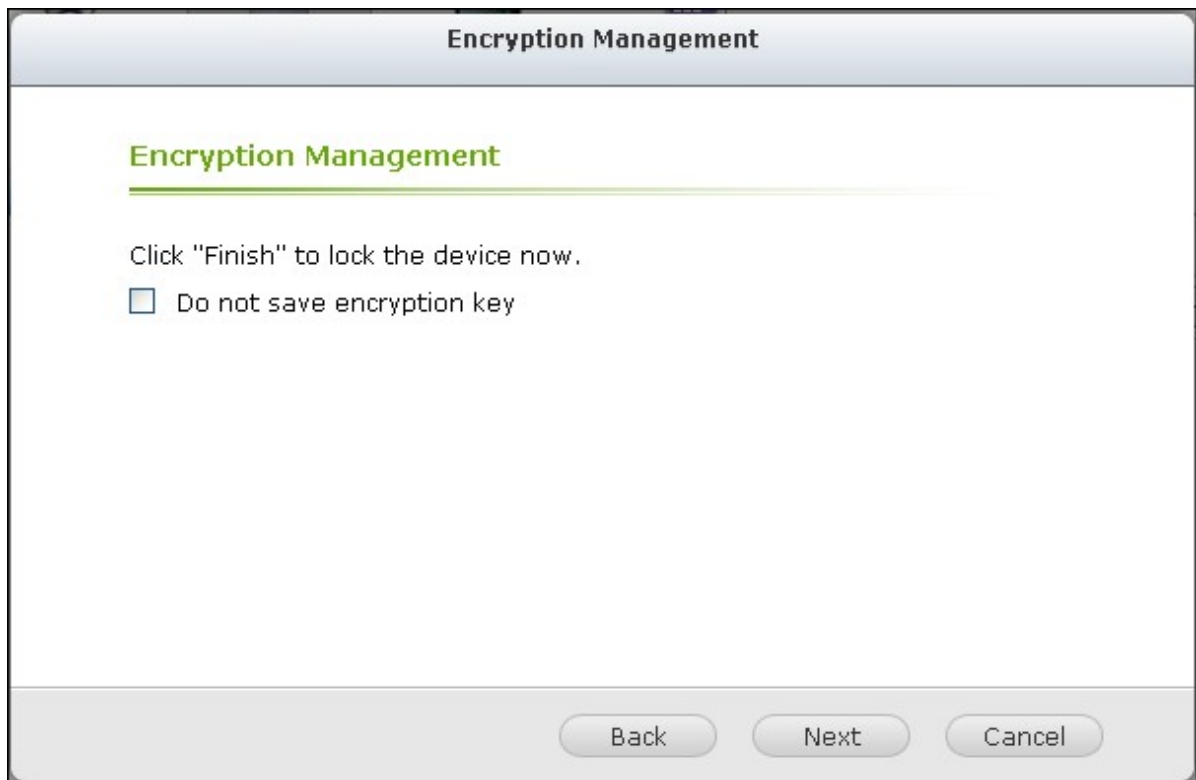 Encryption Management
Encryption Management
Click "Finish" to lock the device now.
Do not save encryption key
Back Next Cancel